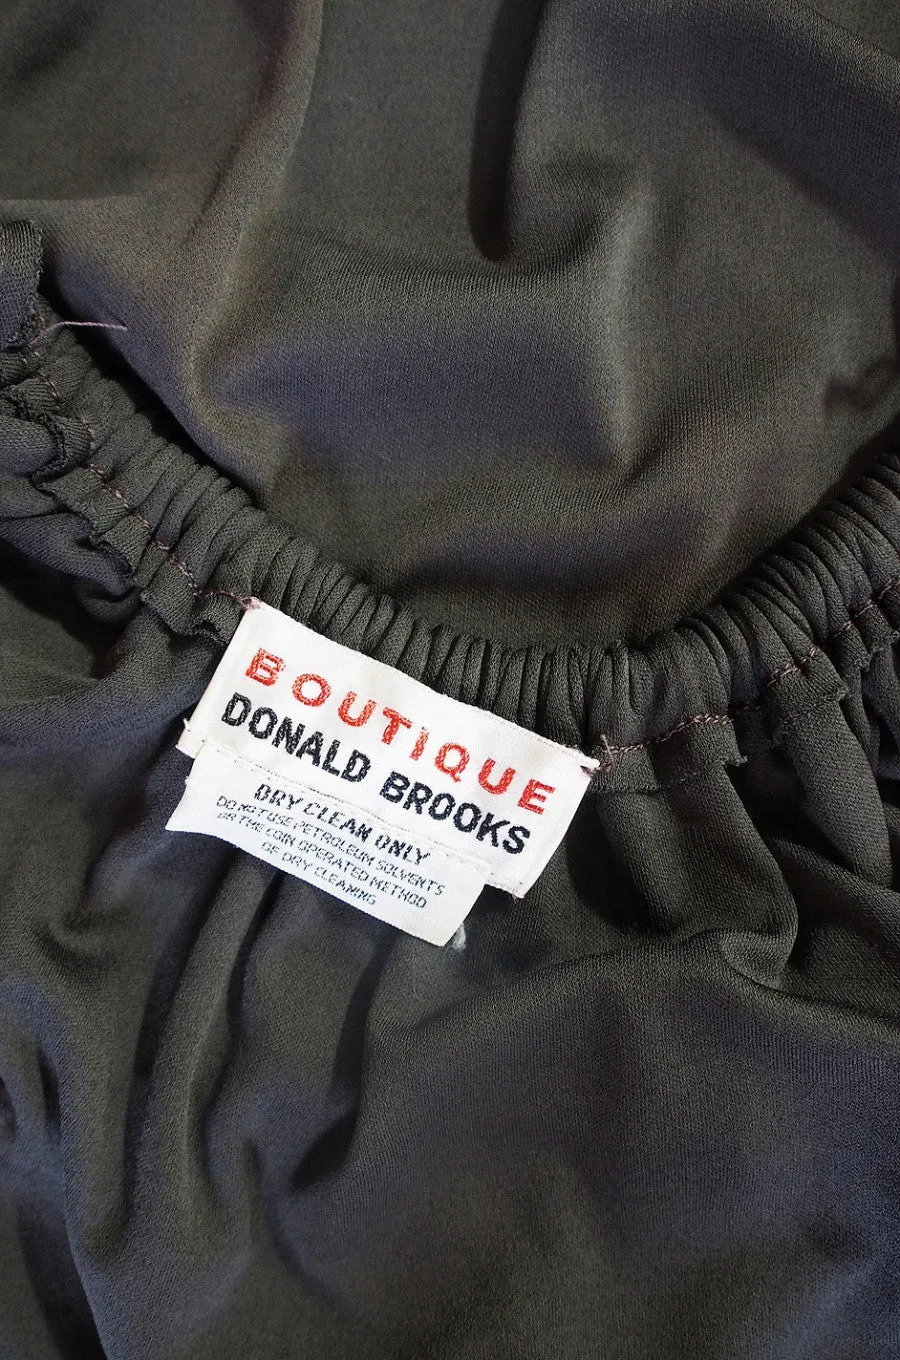 BOUTIQUE
DONALD BROOKS
DRY CLEAN ONLY
DO NOT USE PETROLEUM SOLVENTS
OR THE COIN OPERATED METHOD
OF DRY CLEANING